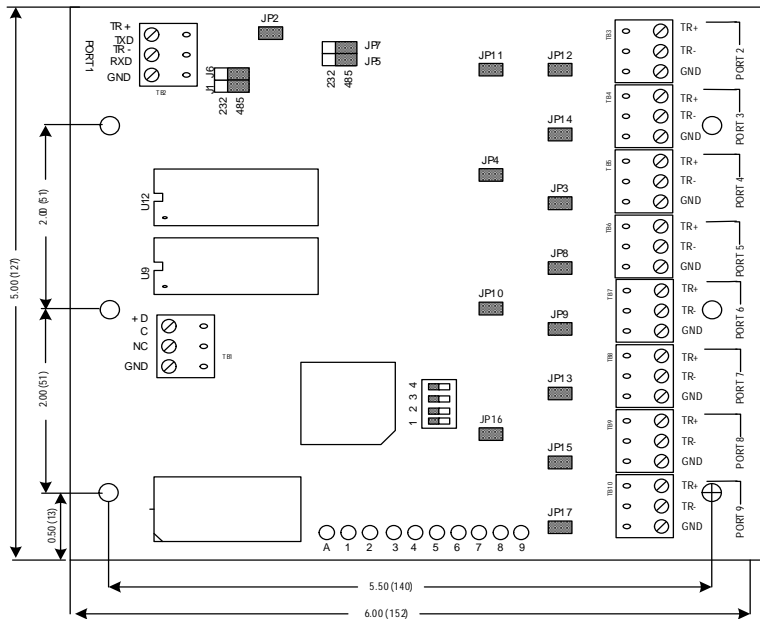 TR+
TXD
TR-
RXD
GND
PORT 1
TB2
JP2
J6
J1
232
485
JP7
JP5
232
485
JP11
JP12
JP14
JP4
JP3
JP8
JP10
JP9
JP13
JP16
JP15
JP17
TB3
TR+
TR-
GND
PORT 2
TB4
TR+
TR-
GND
PORT 3
TB5
TR+
TR-
GND
PORT 4
TB6
TR+
TR-
GND
PORT 5
TB7
TR+
TR-
GND
PORT 6
TB8
TR+
TR-
GND
PORT 7
TB9
TR+
TR-
GND
PORT 8
TB10
TR+
TR-
GND
PORT 9
U12
U9
+D
C
NC
GND
TB1
1 2 3 4
A 1 2 3 4 5 6 7 8 9
5.00 (127)
2.00 (51)
2.00 (51)
0.50 (13)
5.50 (140)
6.00 (152)